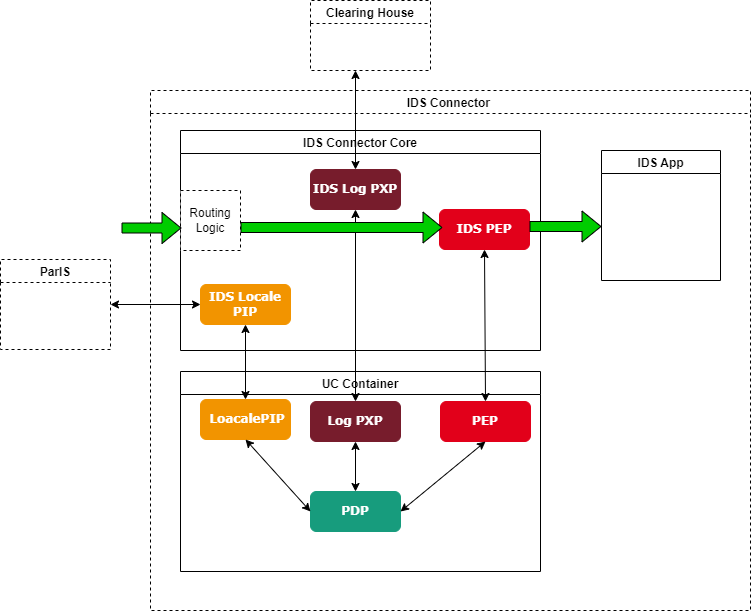 Clearing House
IDS Connector
IDS Connector Core
IDS App
IDS Log PXP
Routing
Logic
IDS PEP
ParIS
IDS Locale
PIP
UC Container
LoacalePIP
Log PXP
PEP
PDP